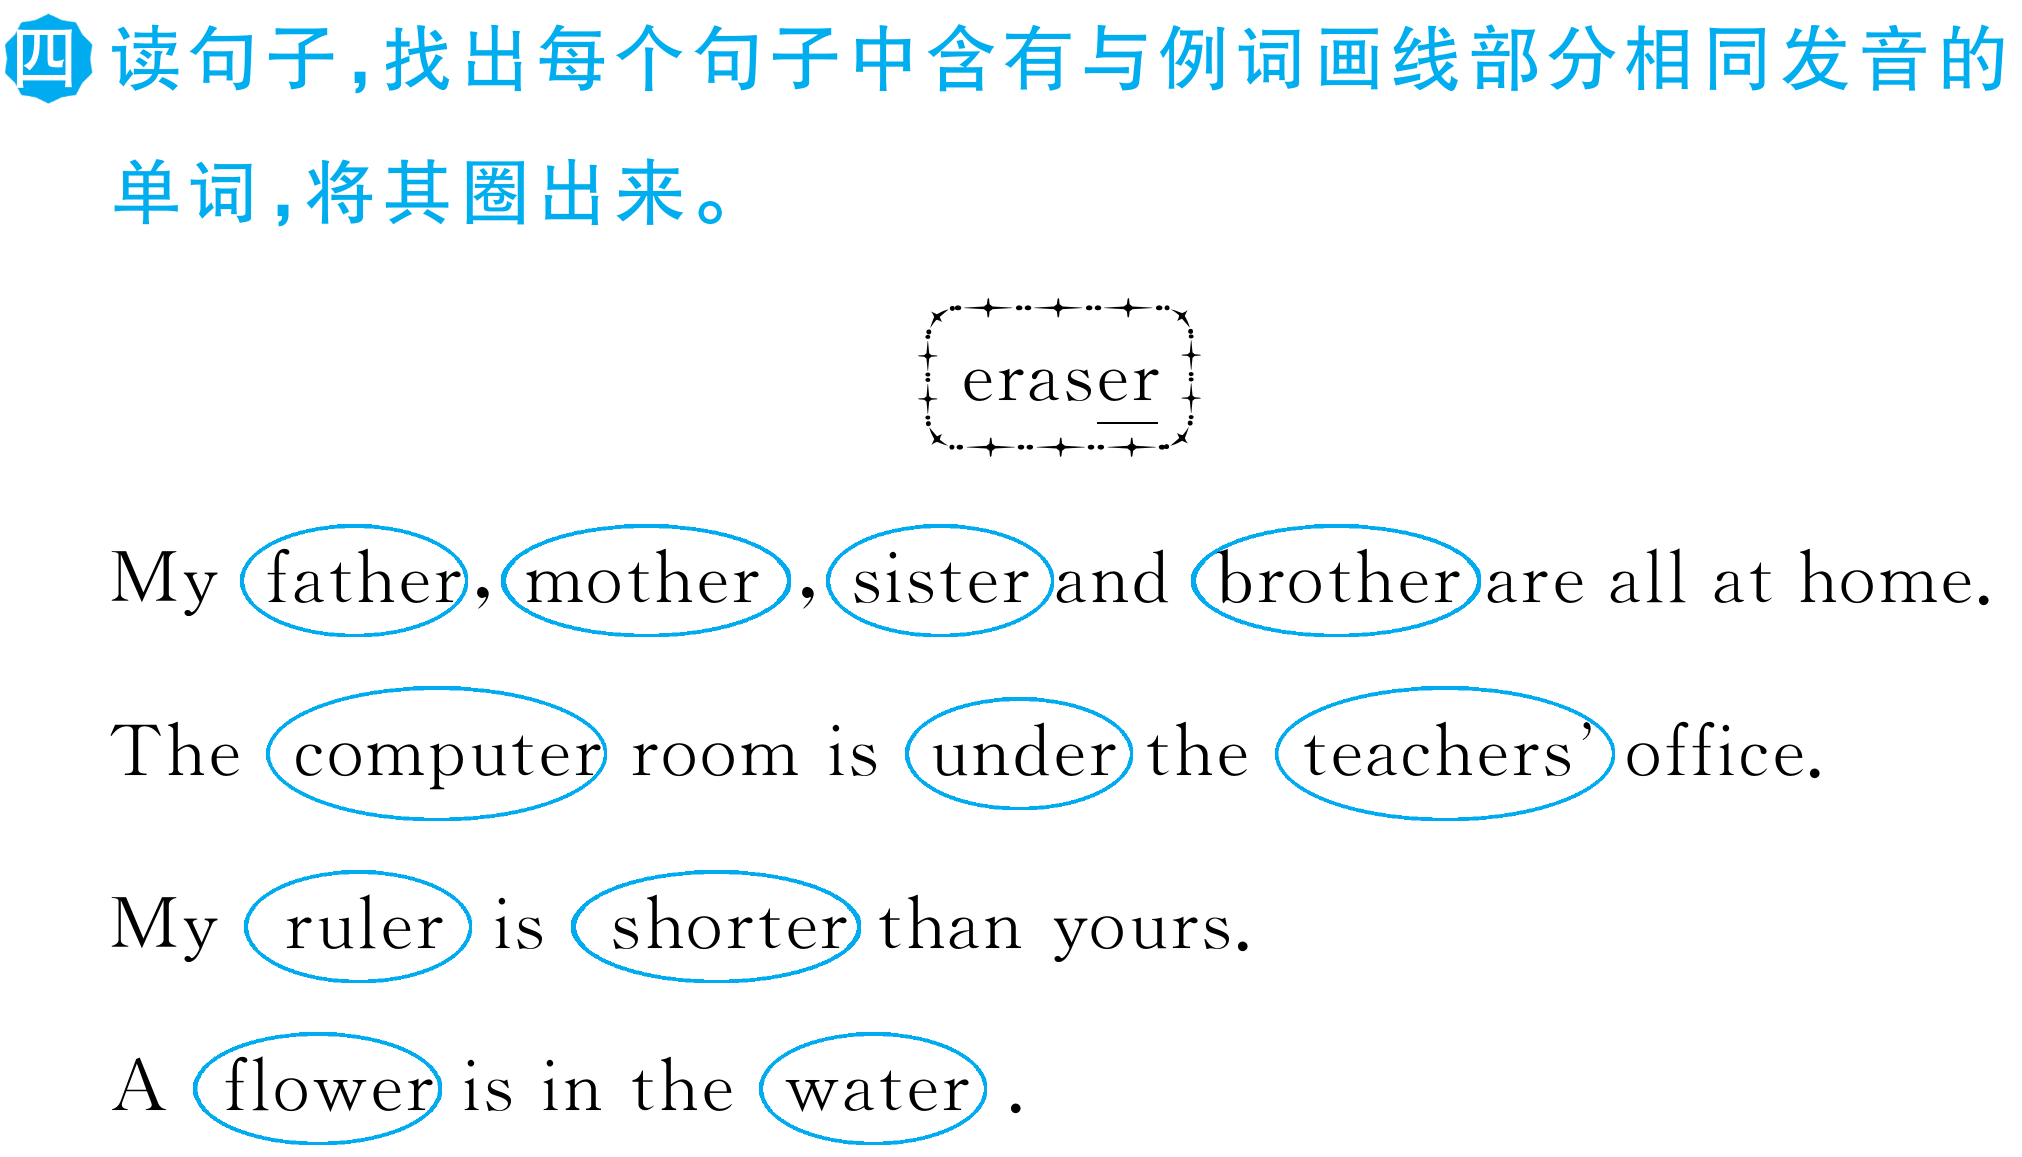 四 读句子,找出每个句子中含有与例词画线部分相同发音的
单词,将其圈出来。
eraser
My father, mother, sister and brother are all at home.
The computer room is under the teachers' office.
My ruler is shorter than yours.
A flower is in the water.